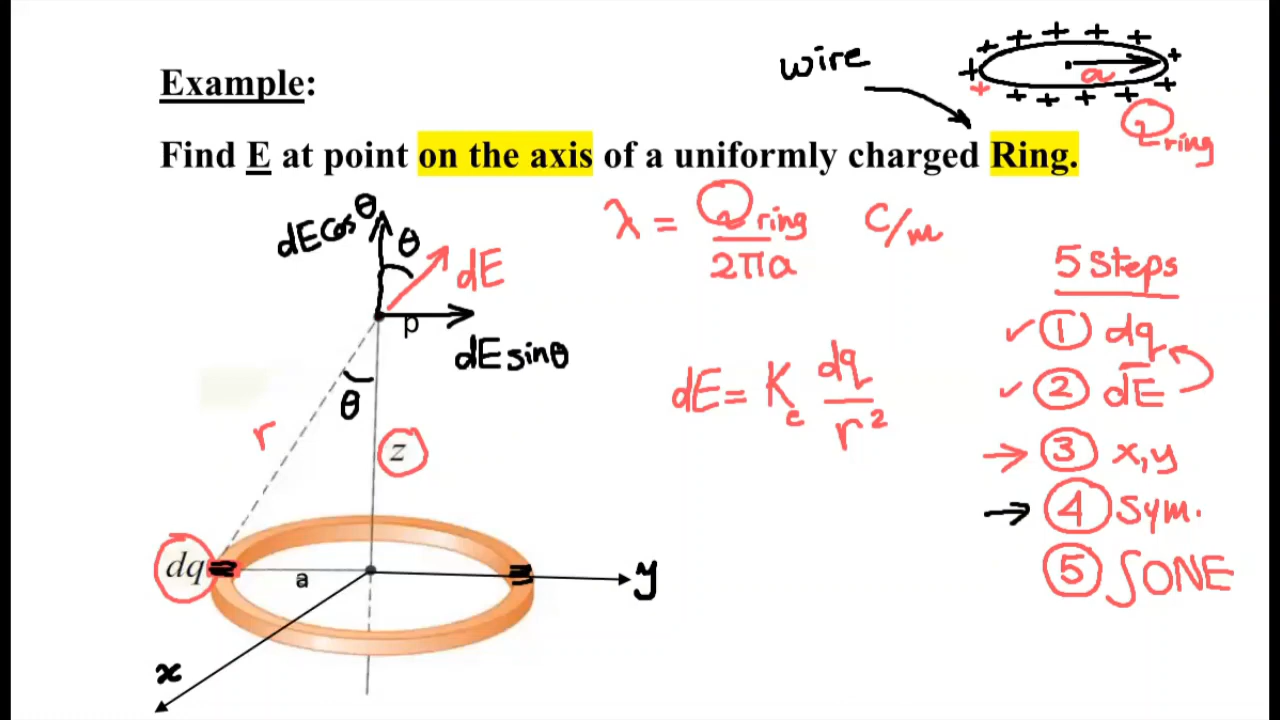 Example:
wire
+ + + + + + + + + + + + + + +
a
Q ring
Find E at point on the axis of a uniformly charged Ring.
dE cosθ
θ
dE
p
dE sinθ
θ
r
z
dq
a
y
x
λ = Q ring / 2πa C/m
dE = Ke dq / r²
5 Steps
✓ ① dq
✓ ② dE
→ ③ x,y
→ ④ Sym.
⑤ ∫ONE